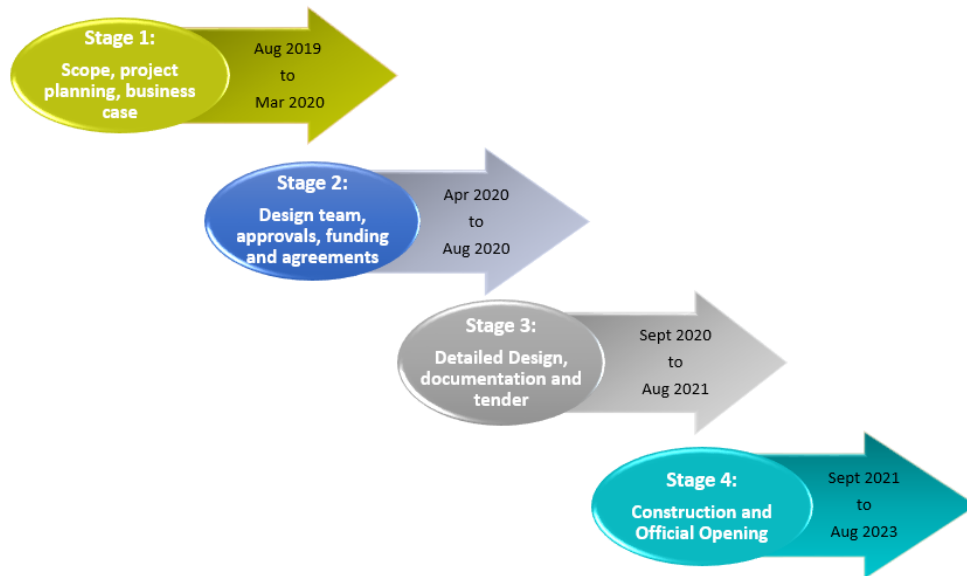 Stage 1:
Scope, project
planning, business
case
Aug 2019
to
Mar 2020
Stage 2:
Design team,
approvals, funding
and agreements
Apr 2020
to
Aug 2020
Stage 3:
Detailed Design,
documentation and
tender
Sept 2020
to
Aug 2021
Stage 4:
Construction and
Official Opening
Sept 2021
to
Aug 2023